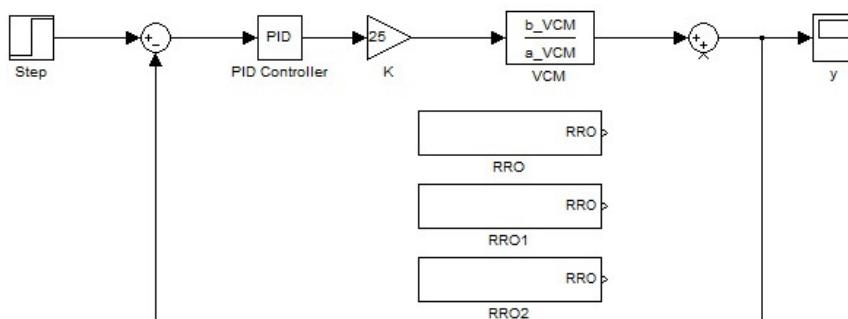 PID
25
b_VCM
a_VCM
Step
PID Controller
K
VCM
y
RRO
RRO
RRO
RRO1
RRO
RRO2